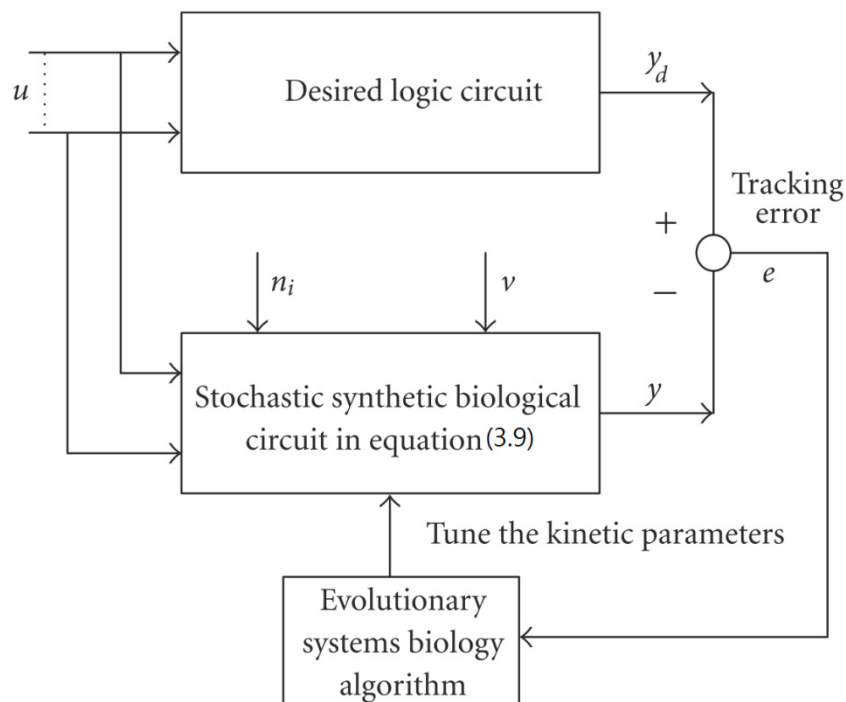 u
Desired logic circuit
y_d
Tracking
error
+
−
e
n_i
v
Stochastic synthetic biological
circuit in equation(3.9)
y
Tune the kinetic parameters
Evolutionary
systems biology
algorithm